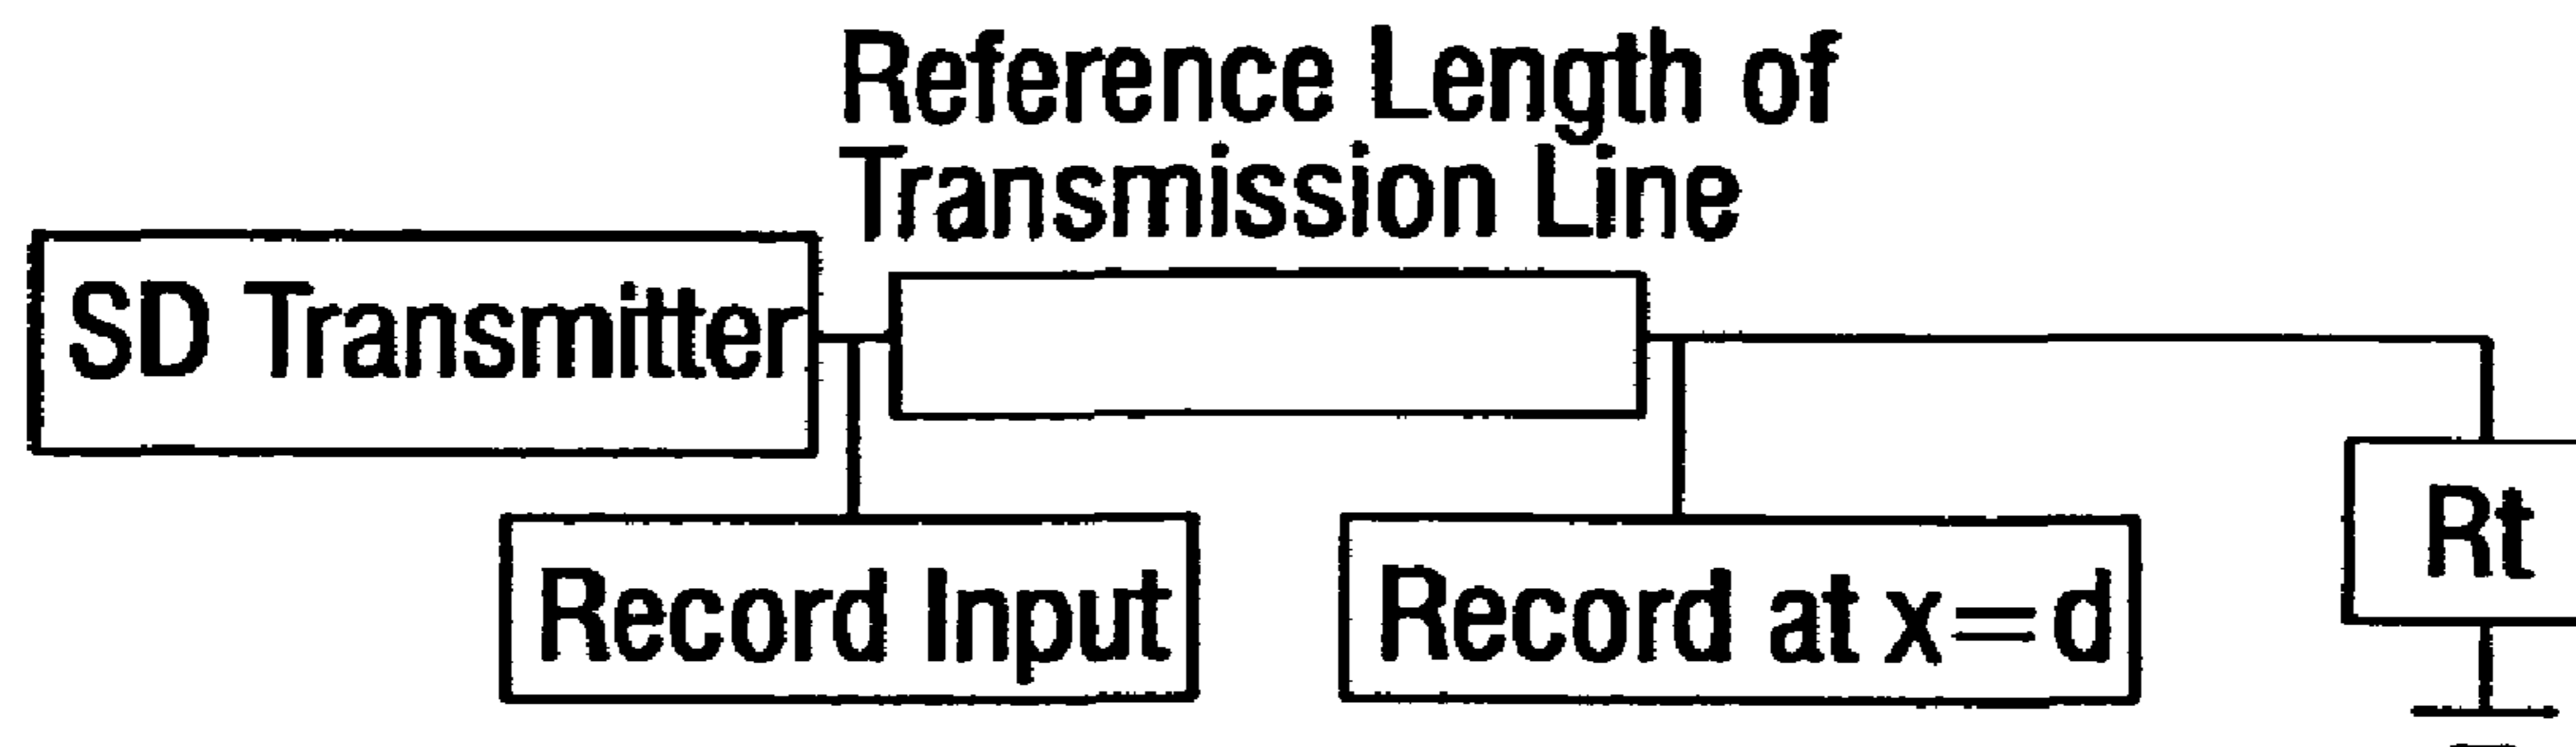 Reference Length of
Transmission Line
SD Transmitter
Record Input
Record at x=d
Rt